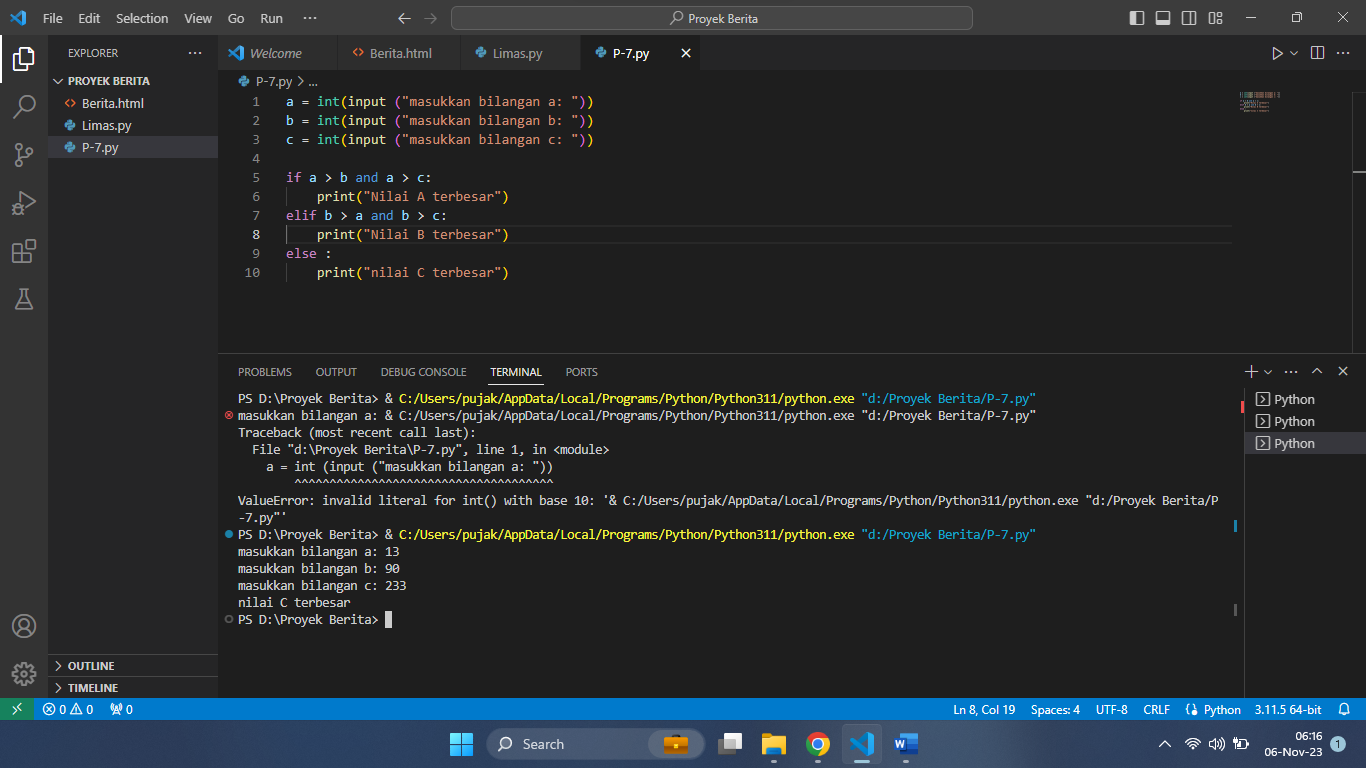 File Edit Selection View Go Run ··· Proyek Berita
EXPLORER ···
PROYEK BERITA
Berita.html
Limas.py
P-7.py
OUTLINE
TIMELINE
Welcome Berita.html Limas.py P-7.py
P-7.py > ...
1 a = int(input ("masukkan bilangan a: "))
2 b = int(input ("masukkan bilangan b: "))
3 c = int(input ("masukkan bilangan c: "))
4
5 if a > b and a > c:
6 print("Nilai A terbesar")
7 elif b > a and b > c:
8 print("Nilai B terbesar")
9 else :
10 print("nilai C terbesar")
PROBLEMS OUTPUT DEBUG CONSOLE TERMINAL PORTS
PS D:\Proyek Berita> & C:/Users/pujak/AppData/Local/Programs/Python/Python311/python.exe "d:/Proyek Berita/P-7.py"
masukkan bilangan a: & C:/Users/pujak/AppData/Local/Programs/Python/Python311/python.exe "d:/Proyek Berita/P-7.py"
Traceback (most recent call last):
File "d:\Proyek Berita\P-7.py", line 1, in <module>
a = int (input ("masukkan bilangan a: "))
^^^^^^^^^^^^^^^^^^^^^^^^^^^^^^^^^^^^^
ValueError: invalid literal for int() with base 10: '& C:/Users/pujak/AppData/Local/Programs/Python/Python311/python.exe "d:/Proyek Berita/P
-7.py"'
PS D:\Proyek Berita> & C:/Users/pujak/AppData/Local/Programs/Python/Python311/python.exe "d:/Proyek Berita/P-7.py"
masukkan bilangan a: 13
masukkan bilangan b: 90
masukkan bilangan c: 233
nilai C terbesar
PS D:\Proyek Berita>
Python
Python
Python
0 0 0 Ln 8, Col 19 Spaces: 4 UTF-8 CRLF Python 3.11.5 64-bit
Search
06:16
06-Nov-23
1